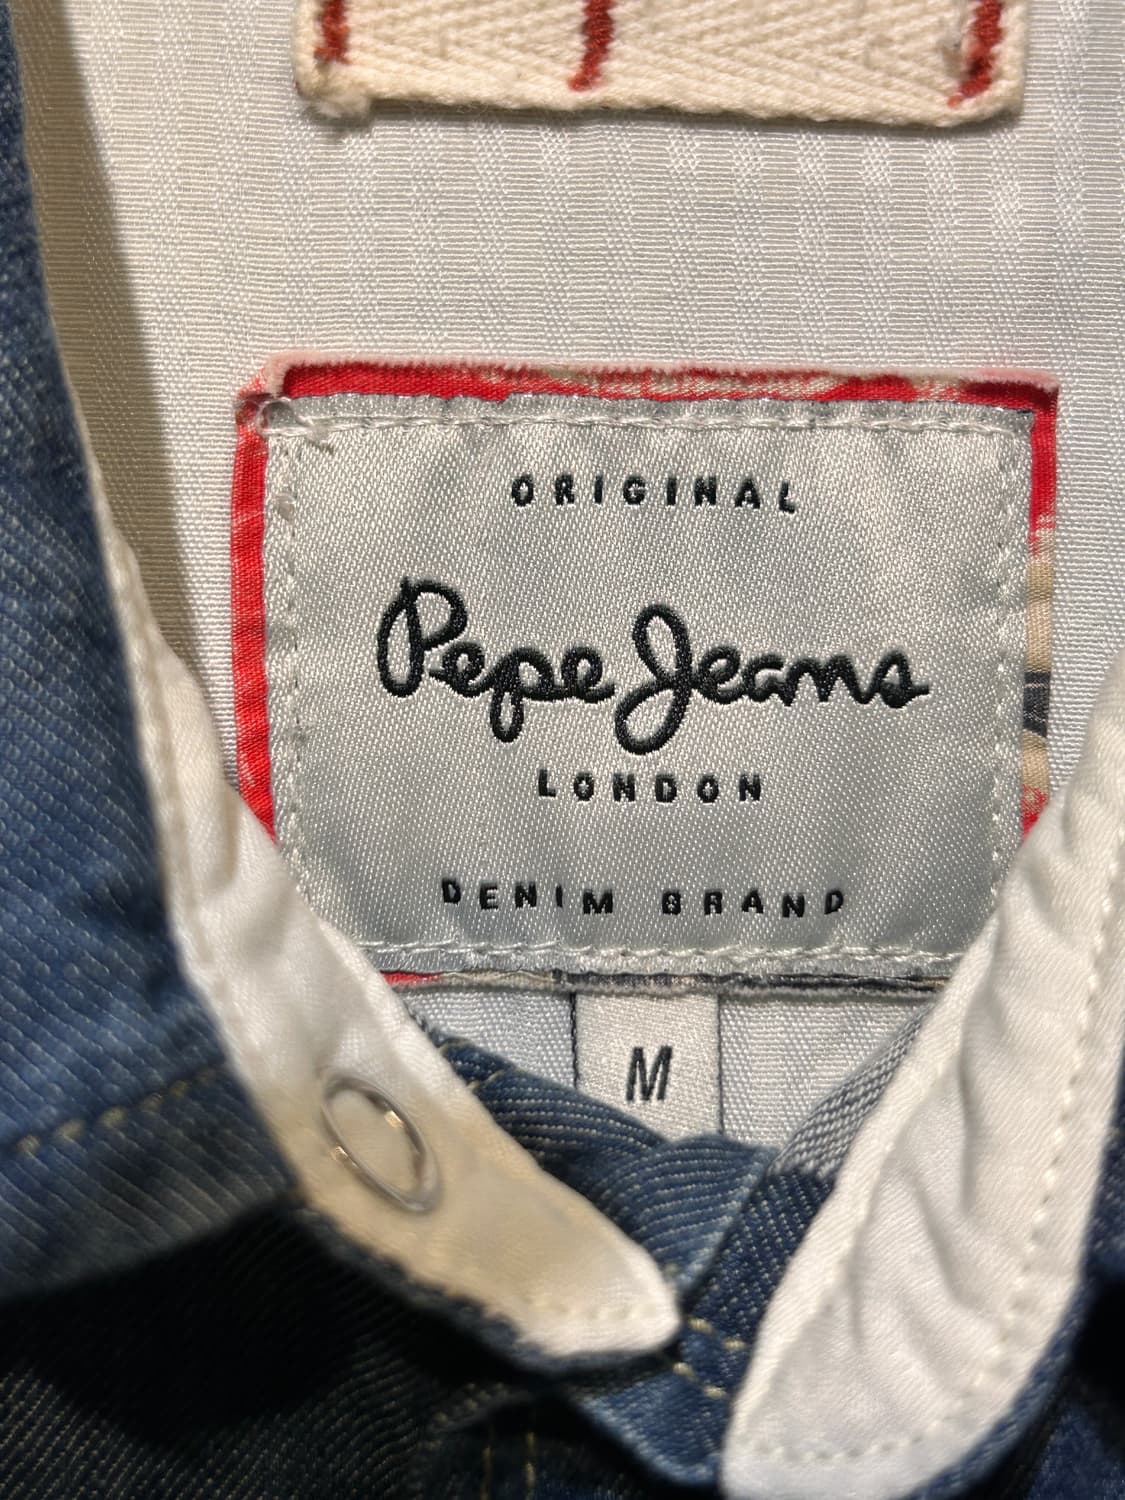 ORIGINAL
Pepe Jeans
LONDON
DENIM BRAND
M